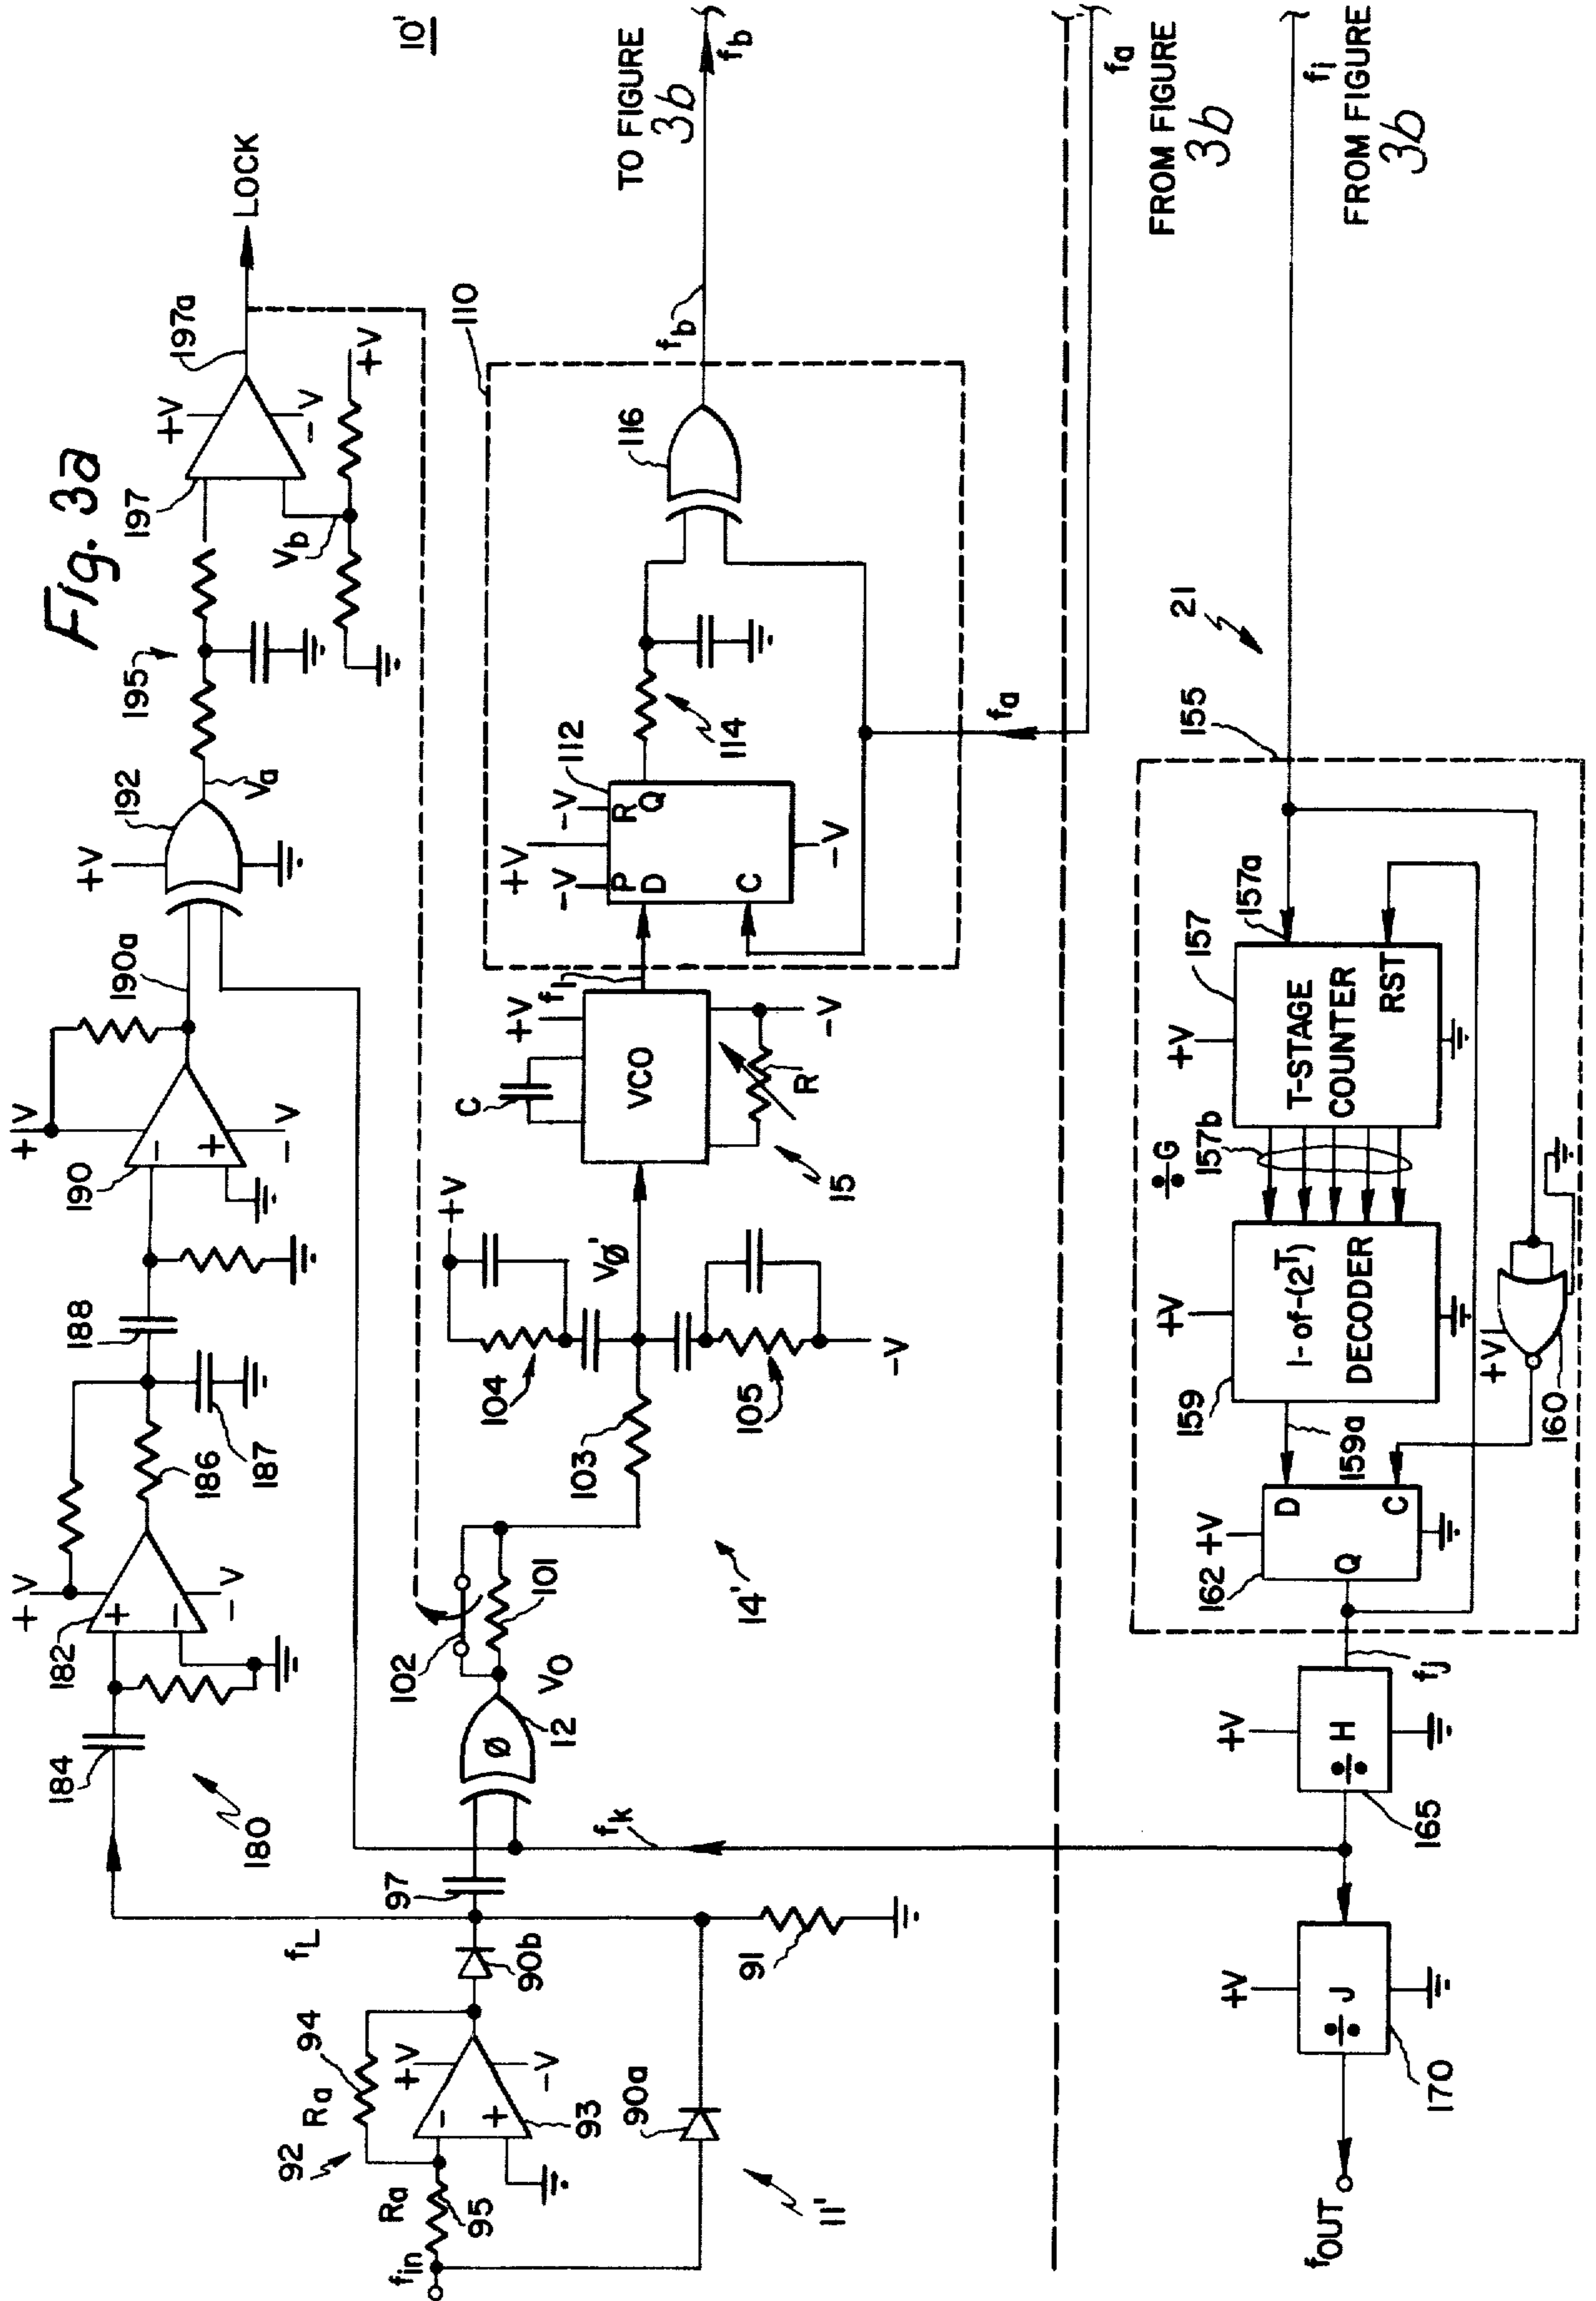 Fig. 3a
10'
+V
182
+
-
-V
184
180
186
187
188
+V
190
-
+
-V
190a
+V
192
Va
195
197
+V
-V
197a
LOCK
Vb
+V
fL
fin
Ra
95
92
Ra
94
-
+
93
+V
-V
90b
90a
91
11'
97
fk
Ø
12
VO
102
101
14'
103
104
+V
105
-V
VØ'
C
+V
VCO
15
R
-V
f1
110
112
-V
+V
-V
P
R
D
Q
C
-V
114
116
fb
fb
TO FIGURE
3b
fa
fa
FROM FIGURE
3b
fi
FROM FIGURE
3b
21
155
157a
157
+V
T-STAGE
COUNTER
RST
157b
÷G
159
+V
1-of-(2T)
DECODER
159a
160
+V
162
+V
D
C
Q
fj
+V
÷ H
165
+V
÷ J
170
fOUT